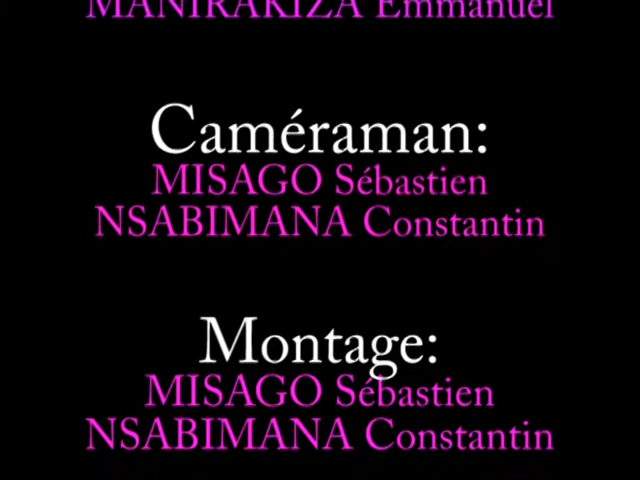 MANIRAKIZA Emmanuel
Caméraman:
MISAGO Sébastien
NSABIMANA Constantin
Montage:
MISAGO Sébastien
NSABIMANA Constantin